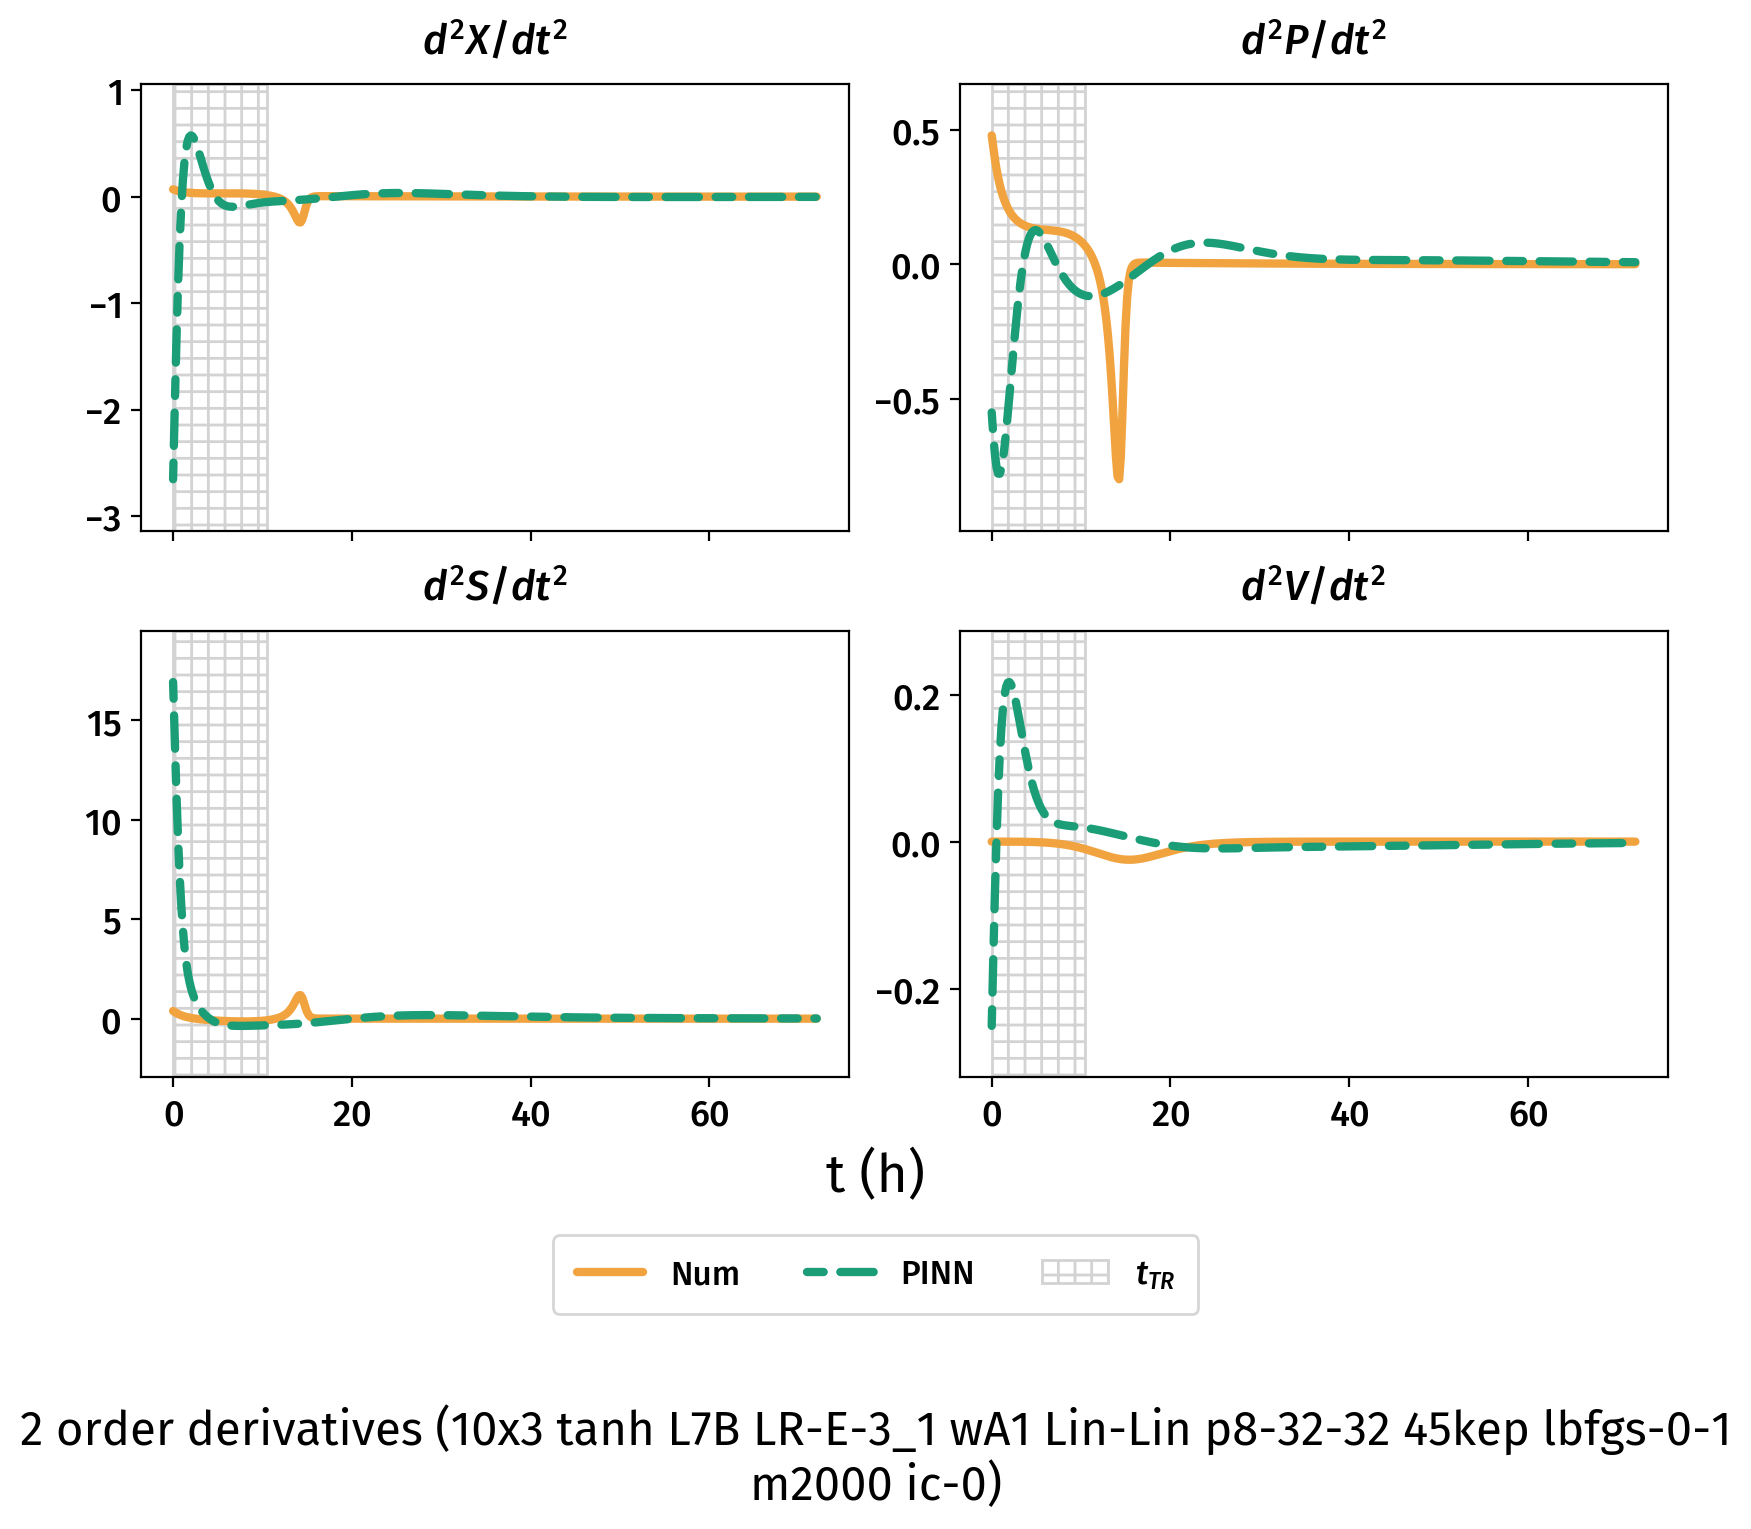 d²X/dt²
d²P/dt²
1
0
−1
−2
−3
0.5
0.0
−0.5
d²S/dt²
d²V/dt²
15
10
5
0
0.2
0.0
−0.2
0 20 40 60
0 20 40 60
t (h)
Num PINN t_TR
2 order derivatives (10x3 tanh L7B LR-E-3_1 wA1 Lin-Lin p8-32-32 45kep lbfgs-0-1
m2000 ic-0)